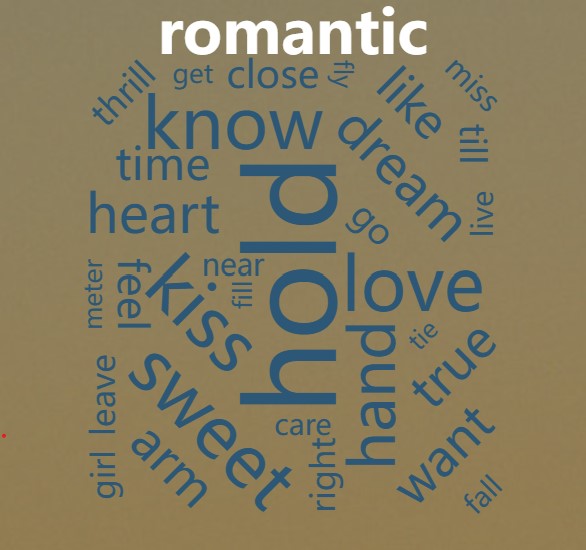 romantic
thrill
get
close
fly
like
miss
know
dream
till
time
hold
heart
go
live
near
meter
feel
kiss
fill
love
tie
hand
true
leave
sweet
care
want
girl
arm
right
fall